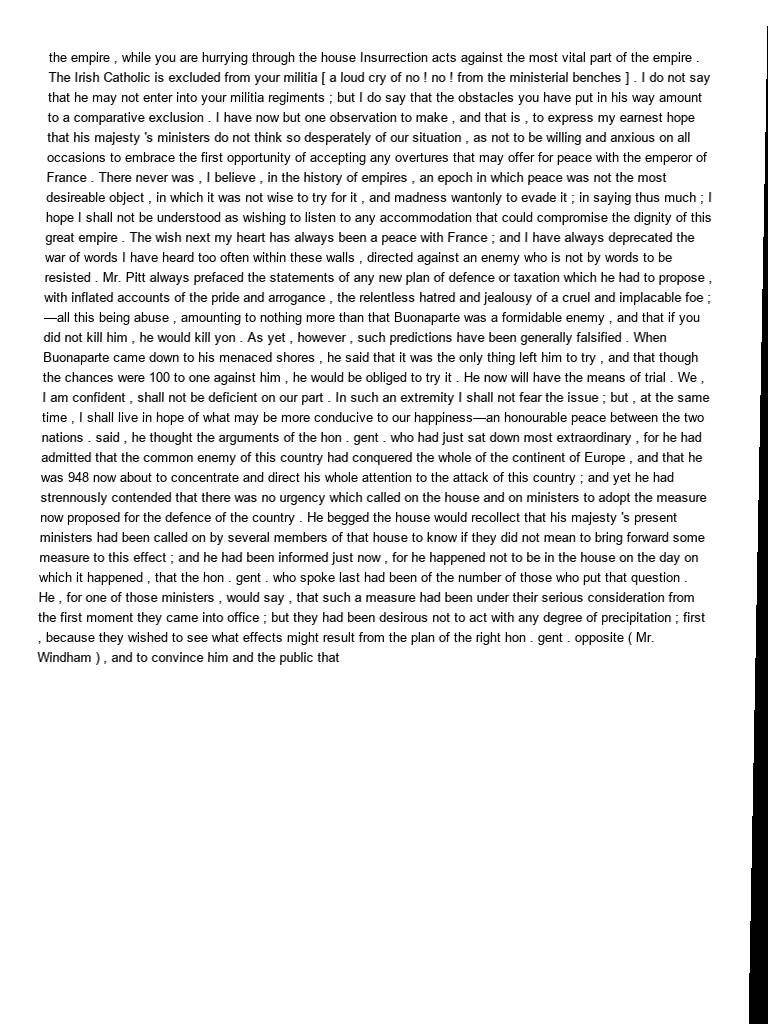 the empire , while you are hurrying through the house Insurrection acts against the most vital part of the empire .
The Irish Catholic is excluded from your militia [ a loud cry of no ! no ! from the ministerial benches ] . I do not say
that he may not enter into your militia regiments ; but I do say that the obstacles you have put in his way amount
to a comparative exclusion . I have now but one observation to make , and that is , to express my earnest hope
that his majesty 's ministers do not think so desperately of our situation , as not to be willing and anxious on all
occasions to embrace the first opportunity of accepting any overtures that may offer for peace with the emperor of
France . There never was , I believe , in the history of empires , an epoch in which peace was not the most
desireable object , in which it was not wise to try for it , and madness wantonly to evade it ; in saying thus much ; I
hope I shall not be understood as wishing to listen to any accommodation that could compromise the dignity of this
great empire . The wish next my heart has always been a peace with France ; and I have always deprecated the
war of words I have heard too often within these walls , directed against an enemy who is not by words to be
resisted . Mr. Pitt always prefaced the statements of any new plan of defence or taxation which he had to propose ,
with inflated accounts of the pride and arrogance , the relentless hatred and jealousy of a cruel and implacable foe ;
—all this being abuse , amounting to nothing more than that Buonaparte was a formidable enemy , and that if you
did not kill him , he would kill yon . As yet , however , such predictions have been generally falsified . When
Buonaparte came down to his menaced shores , he said that it was the only thing left him to try , and that though
the chances were 100 to one against him , he would be obliged to try it . He now will have the means of trial . We ,
I am confident , shall not be deficient on our part . In such an extremity I shall not fear the issue ; but , at the same
time , I shall live in hope of what may be more conducive to our happiness—an honourable peace between the two
nations . said , he thought the arguments of the hon . gent . who had just sat down most extraordinary , for he had
admitted that the common enemy of this country had conquered the whole of the continent of Europe , and that he
was 948 now about to concentrate and direct his whole attention to the attack of this country ; and yet he had
strennously contended that there was no urgency which called on the house and on ministers to adopt the measure
now proposed for the defence of the country . He begged the house would recollect that his majesty 's present
ministers had been called on by several members of that house to know if they did not mean to bring forward some
measure to this effect ; and he had been informed just now , for he happened not to be in the house on the day on
which it happened , that the hon . gent . who spoke last had been of the number of those who put that question .
He , for one of those ministers , would say , that such a measure had been under their serious consideration from
the first moment they came into office ; but they had been desirous not to act with any degree of precipitation ; first
, because they wished to see what effects might result from the plan of the right hon . gent . opposite ( Mr.
Windham ) , and to convince him and the public that